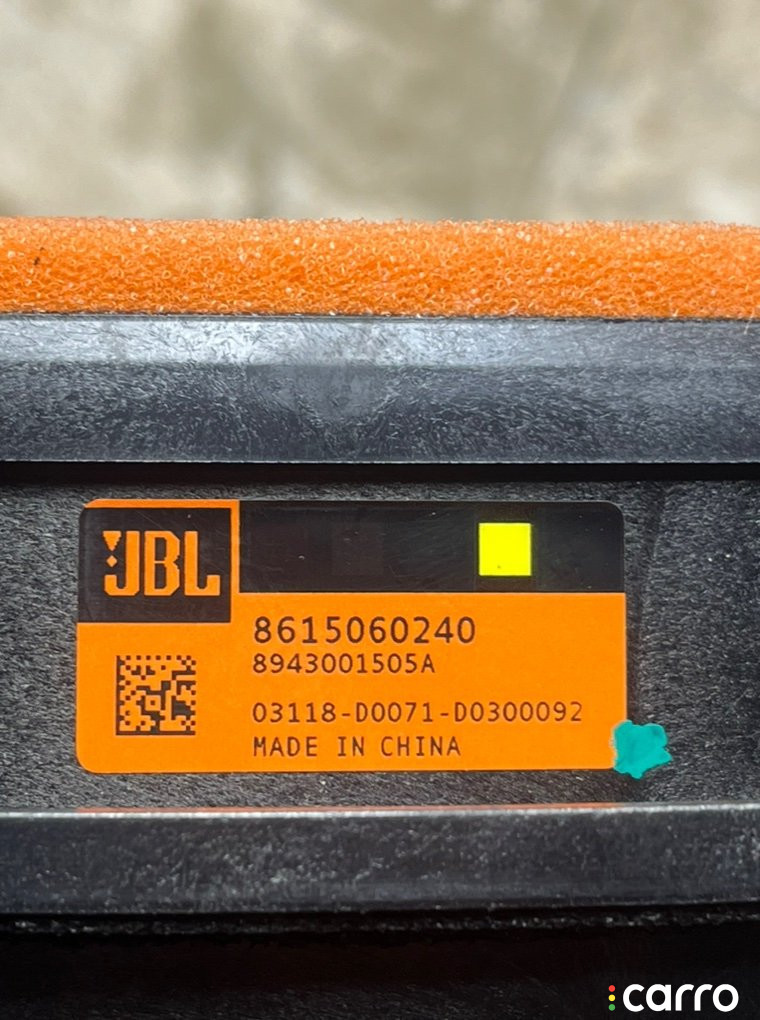 JBL
8615060240
8943001505A
03118-D0071-D0300092
MADE IN CHINA
carro